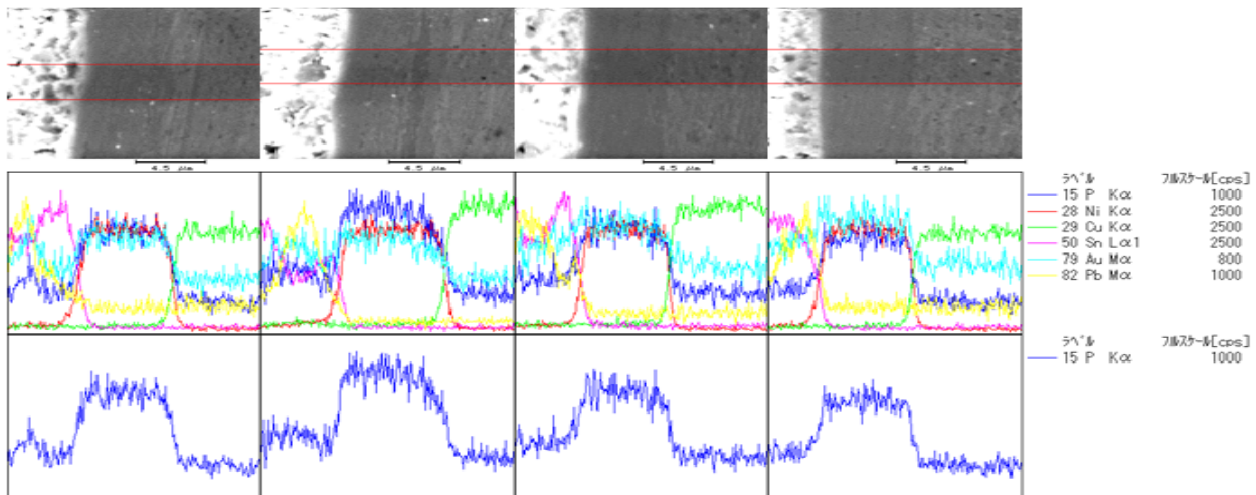 4.5 μm
4.5 μm
4.5 μm
4.5 μm
ﾗﾍﾞﾙ ﾌﾙｽｹｰﾙ[cps]
15 P Kα 1000
28 Ni Kα 2500
29 Cu Kα 2500
50 Sn Lα1 2500
79 Au Mα 800
82 Pb Mα 1000
ﾗﾍﾞﾙ ﾌﾙｽｹｰﾙ[cps]
15 P Kα 1000